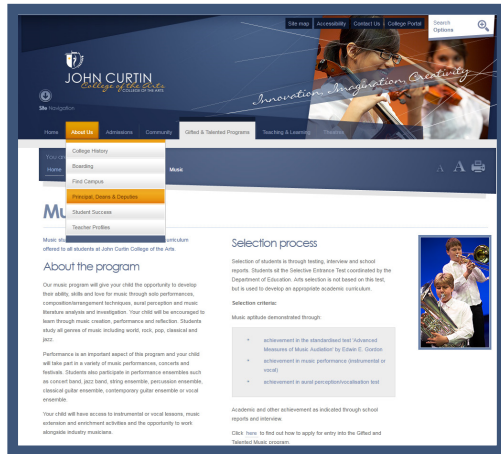 Site map Accessibility Contact Us College Portal
Search
Options
JOHN CURTIN
College of the Arts
COLLEGE OF THE ARTS
Innovation, Imagination, Creativity
Site Navigation
Home About Us Admissions Community Gifted & Talented Programs Teaching & Learning Theatres
College History
Boarding
Find Campus
Principal, Deans & Deputies
Student Success
Teacher Profiles
You are
Home Music
A A
Mu
Music stu urriculum
offered to all students at John Curtin College of the Arts.
About the program
Our music program will give your child the opportunity to develop
their ability, skills and love for music through solo performances,
composition/arrangement techniques, aural perception and music
literature analysis and investigation. Your child will be encouraged to
learn through music creation, performance and reflection. Students
study all genres of music including world, rock, pop, classical and
jazz.
Performance is an important aspect of this program and your child
will take part in a variety of music performances, concerts and
festivals. Students also participate in performance ensembles such
as concert band, jazz band, string ensemble, percussion ensemble,
classical guitar ensemble, contemporary guitar ensemble or vocal
ensemble.
Your child will have access to instrumental or vocal lessons, music
extension and enrichment activities and the opportunity to work
alongside industry musicians.
Selection process
Selection of students is through testing, interview and school
reports. Students sit the Selective Entrance Test coordinated by the
Department of Education. Arts selection is not based on this test,
but is used to develop an appropriate academic curriculum.
Selection criteria:
Music aptitude demonstrated through:
achievement in the standardised test 'Advanced
Measures of Music Audiation' by Edwin E. Gordon
achievement in music performance (instrumental or
vocal)
achievement in aural perception/vocalisation test
Academic and other achievement as indicated through school
reports and interview.
Click here to find out how to apply for entry into the Gifted and
Talented Music program.